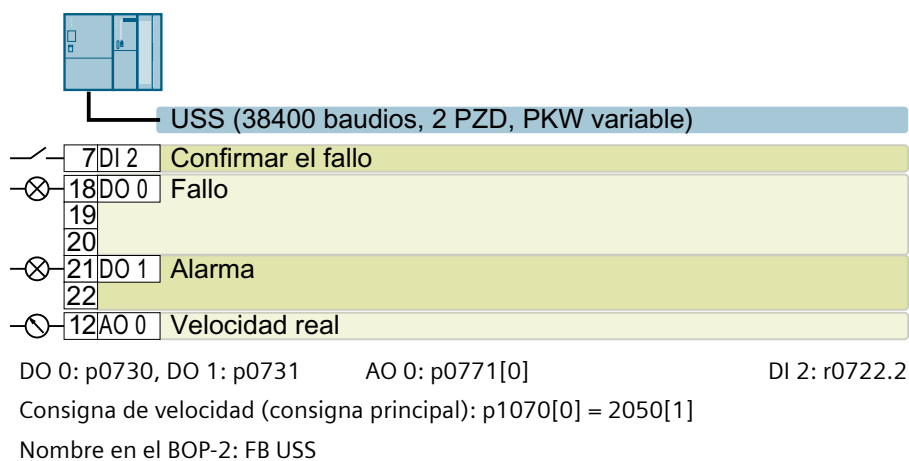 USS (38400 baudios, 2 PZD, PKW variable)
7 DI 2 Confirmar el fallo
18 DO 0 Fallo
19
20
21 DO 1 Alarma
22
12 AO 0 Velocidad real
DO 0: p0730, DO 1: p0731 AO 0: p0771[0] DI 2: r0722.2
Consigna de velocidad (consigna principal): p1070[0] = 2050[1]
Nombre en el BOP-2: FB USS